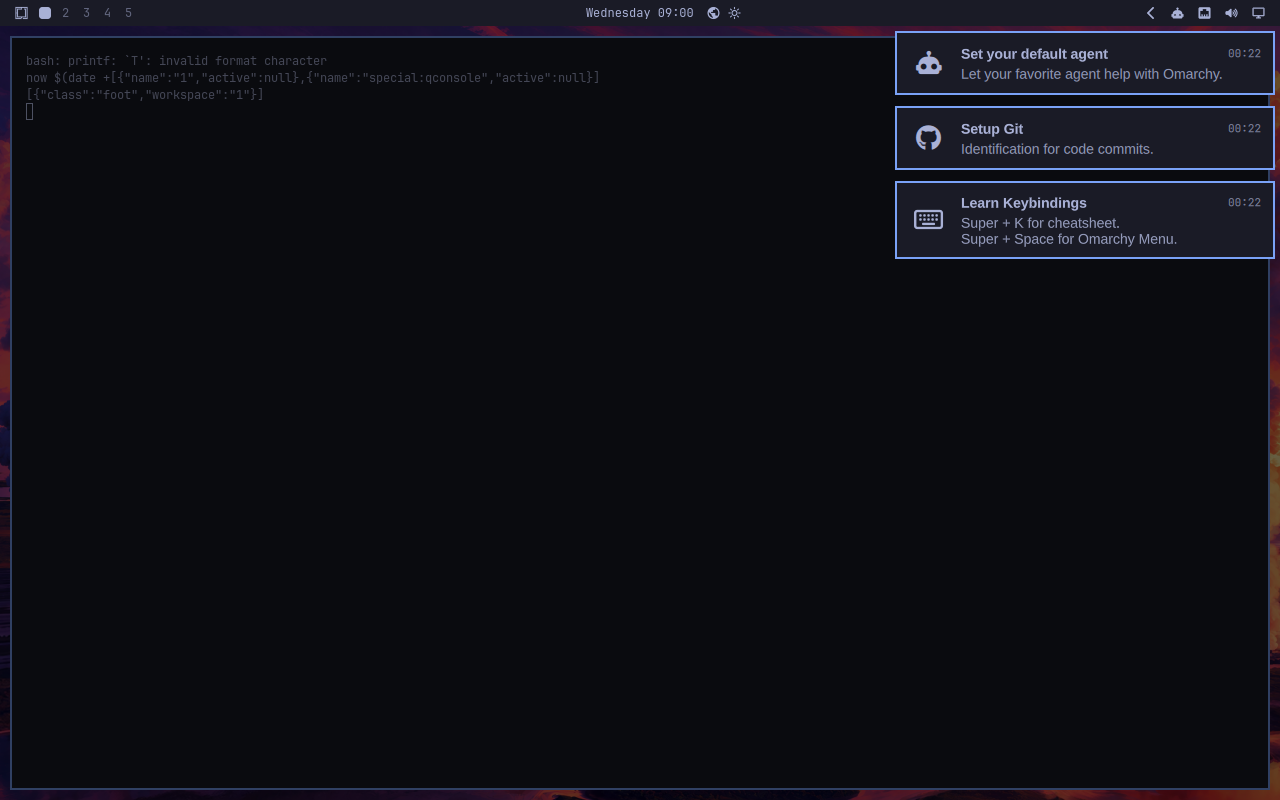 2 3 4 5
Wednesday 09:00
bash: printf: `T': invalid format character
now $(date +[{"name":"1","active":null},{"name":"special:qconsole","active":null}]
[{"class":"foot","workspace":"1"}]
Set your default agent 00:22
Let your favorite agent help with Omarchy.
Setup Git 00:22
Identification for code commits.
Learn Keybindings 00:22
Super + K for cheatsheet.
Super + Space for Omarchy Menu.